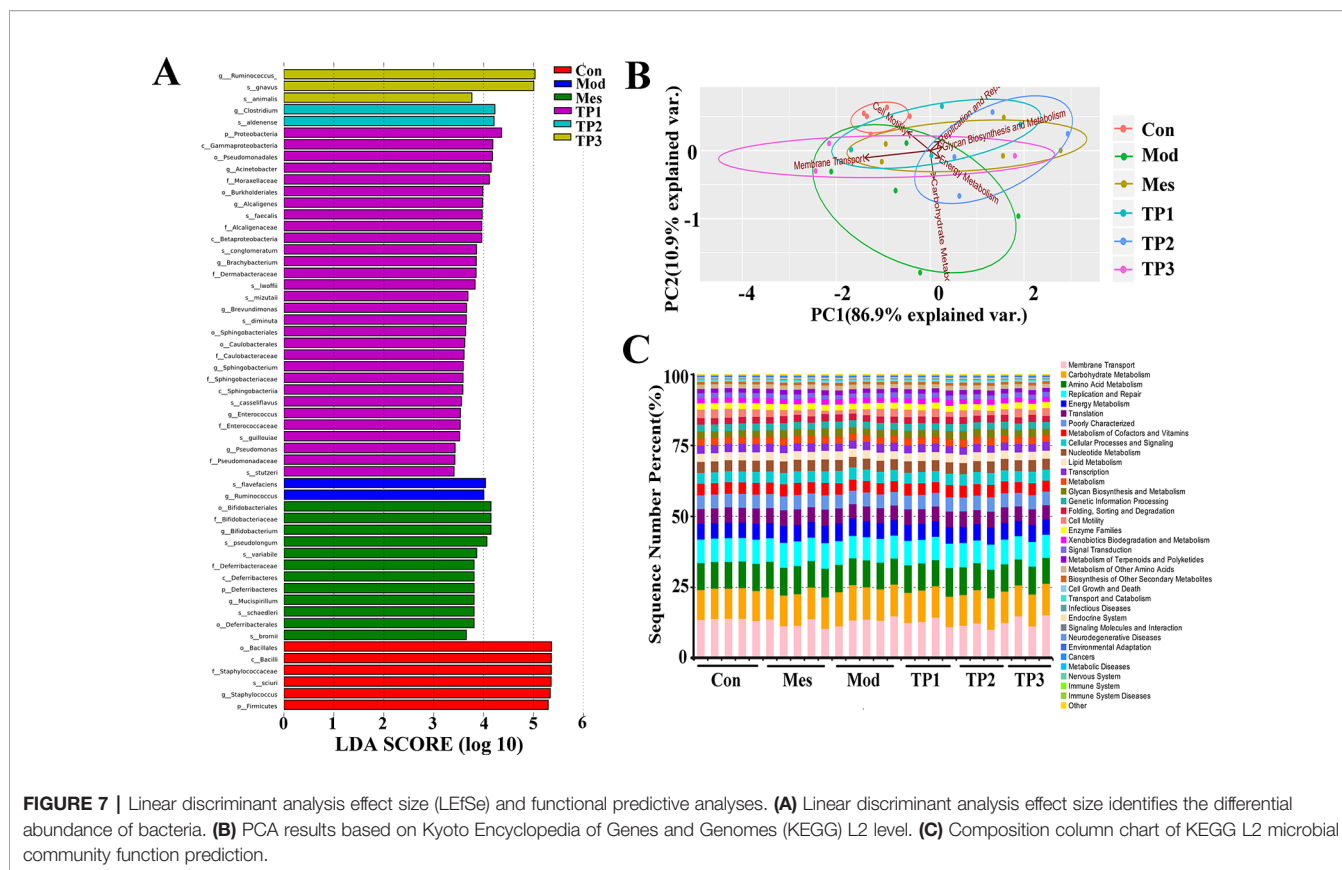 A
g__Ruminococcus_
s__gnavus
s__animalis
g__Clostridium
s__aldenense
p__Proteobacteria
c__Gammaproteobacteria
o__Pseudomonadales
g__Acinetobacter
f__Moraxellaceae
o__Burkholderiales
g__Alcaligenes
s__faecalis
f__Alcaligenaceae
c__Betaproteobacteria
s__conglomeratum
g__Brachybacterium
f__Dermabacteraceae
s__lwoffii
s__mizutaii
g__Brevundimonas
s__diminuta
o__Sphingobacteriales
o__Caulobacterales
f__Caulobacteraceae
g__Sphingobacterium
f__Sphingobacteriaceae
c__Sphingobacteriia
s__casseliflavus
g__Enterococcus
f__Enterococcaceae
s__guillouiae
g__Pseudomonas
f__Pseudomonadaceae
s__stutzeri
s__flavefaciens
g__Ruminococcus
o__Bifidobacteriales
f__Bifidobacteriaceae
g__Bifidobacterium
s__pseudolongum
s__variabile
f__Deferribacteraceae
c__Deferribacteres
p__Deferribacteres
g__Mucispirillum
s__schaedleri
o__Deferribacterales
s__bromii
o__Bacillales
c__Bacilli
f__Staphylococcaceae
s__sciuri
g__Staphylococcus
p__Firmicutes
0 1 2 3 4 5 6
LDA SCORE (log 10)
Con
Mod
Mes
TP1
TP2
TP3
B
PC2(10.9% explained var.)
0
-1
Cell Motility
Replication and Rep
Glycan Biosynthesis and Metabolism
Membrane Transport
Energy Metabolism
Carbohydrate Metabo
-4 -2 0 2
PC1(86.9% explained var.)
Con
Mod
Mes
TP1
TP2
TP3
C
Sequence Number Percent(%)
100
75
50
25
0
Con Mes Mod TP1 TP2 TP3
Membrane Transport
Carbohydrate Metabolism
Amino Acid Metabolism
Replication and Repair
Energy Metabolism
Translation
Poorly Characterized
Metabolism of Cofactors and Vitamins
Cellular Processes and Signaling
Nucleotide Metabolism
Lipid Metabolism
Transcription
Metabolism
Glycan Biosynthesis and Metabolism
Genetic Information Processing
Folding, Sorting and Degradation
Cell Motility
Enzyme Families
Xenobiotics Biodegradation and Metabolism
Signal Transduction
Metabolism of Terpenoids and Polyketides
Metabolism of Other Amino Acids
Biosynthesis of Other Secondary Metabolites
Cell Growth and Death
Transport and Catabolism
Infectious Diseases
Endocrine System
Signaling Molecules and Interaction
Neurodegenerative Diseases
Environmental Adaptation
Cancers
Metabolic Diseases
Nervous System
Immune System
Immune System Diseases
Other
FIGURE 7 | Linear discriminant analysis effect size (LEfSe) and functional predictive analyses. (A) Linear discriminant analysis effect size identifies the differential
abundance of bacteria. (B) PCA results based on Kyoto Encyclopedia of Genes and Genomes (KEGG) L2 level. (C) Composition column chart of KEGG L2 microbial
community function prediction.